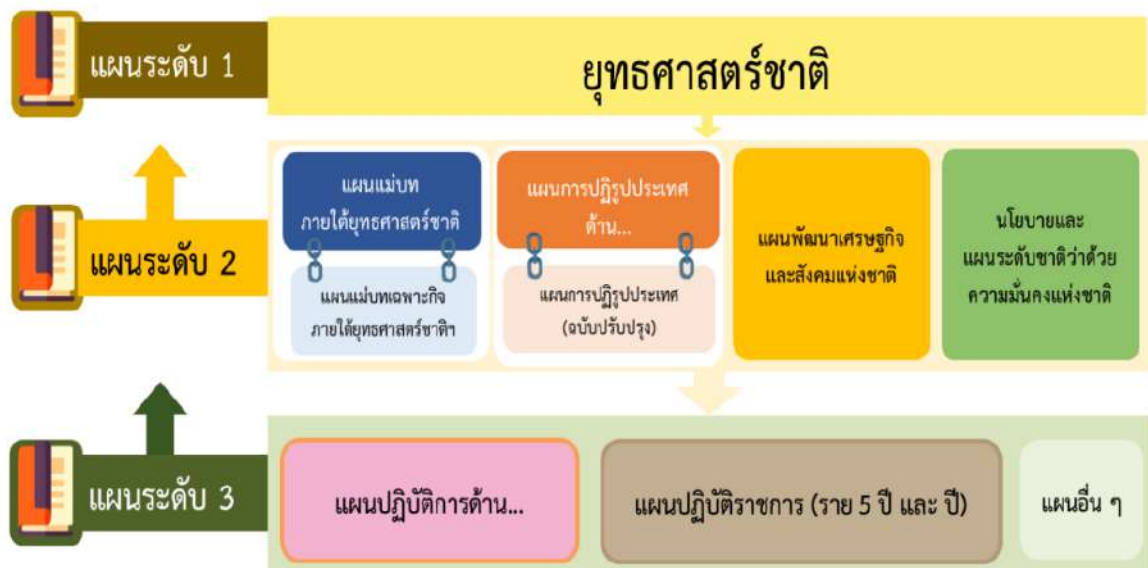 แผนระดับ 1
ยุทธศาสตร์ชาติ
แผนระดับ 2
แผนแม่บท
ภายใต้ยุทธศาสตร์ชาติ
แผนแม่บทเฉพาะกิจ
ภายใต้ยุทธศาสตร์ชาติฯ
แผนการปฏิรูปประเทศ
ด้าน...
แผนการปฏิรูปประเทศ
(ฉบับปรับปรุง)
แผนพัฒนาเศรษฐกิจ
และสังคมแห่งชาติ
นโยบายและ
แผนระดับชาติว่าด้วย
ความมั่นคงแห่งชาติ
แผนระดับ 3
แผนปฏิบัติการด้าน...
แผนปฏิบัติราชการ (ราย 5 ปี และ ปี)
แผนอื่น ๆ